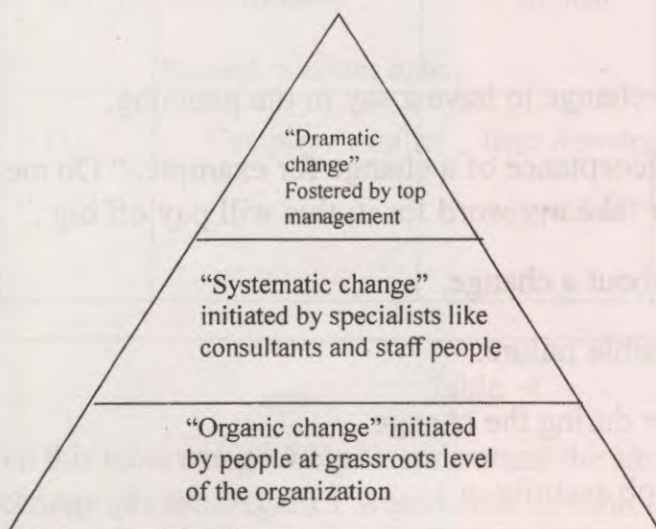 “Dramatic
change”
Fostered by top
management
“Systematic change”
initiated by specialists like
consultants and staff people
“Organic change” initiated
by people at grassroots level
of the organization